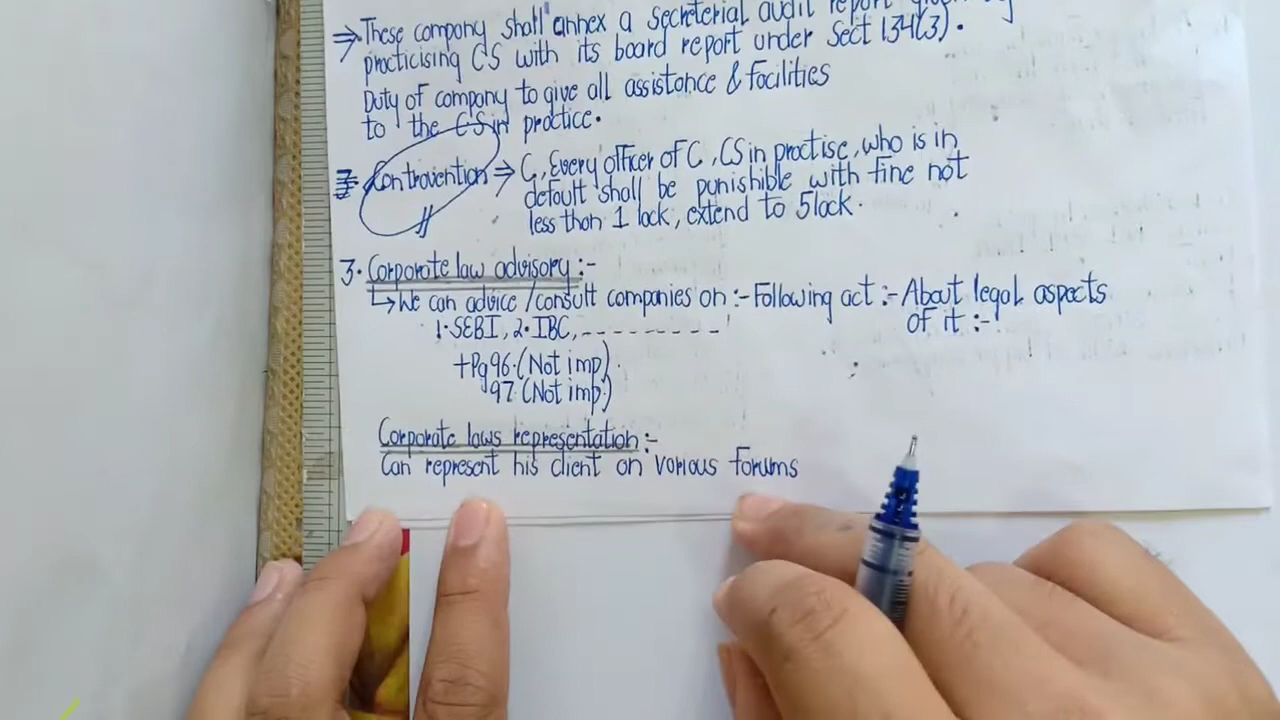 ⇒ These company shall annex a secreterial audit report
practicising CS with its board report under Sect 134(3).
Duty of company to give all assistance & facilities
to the CS in practice.
Contravention ⇒ C, Every officer of C, CS in practise, who is in
default shall be punishible with fine not
less than 1 lack, extend to 5 lack.
3. Corporate law advisory :-
↳ We can advice / consult companies on :- Following act :- About legal aspects
of it :-
1. SEBI, 2. IBC, - - - - - - - - -
+ Pg 96. (Not imp).
97 (Not imp.)
Corporate laws representation :-
Can represent his client on various forums